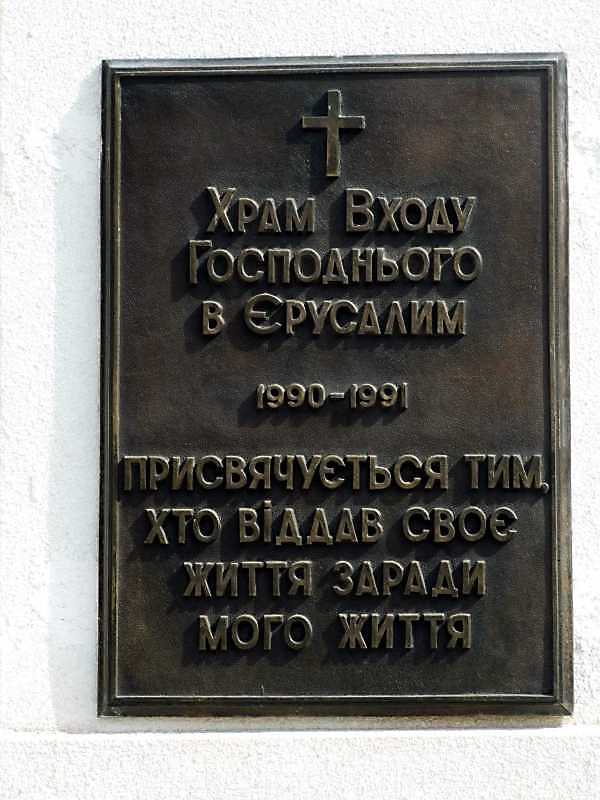 Храм Входу
Господнього
в Єрусалим
1990-1991
присвячується тим,
хто віддав своє
життя заради
мого життя